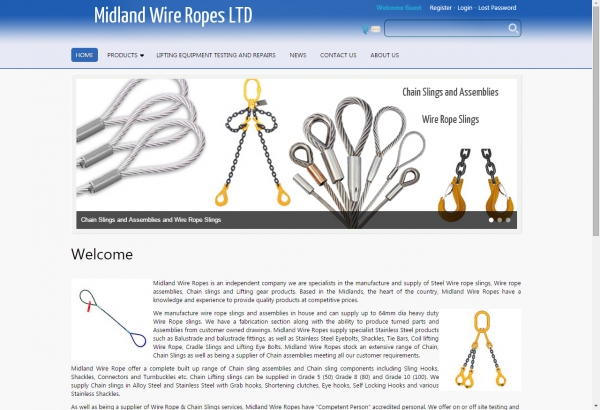 Midland Wire Ropes LTD
Welcome Guest Register - Login - Lost Password
HOME PRODUCTS LIFTING EQUIPMENT TESTING AND REPAIRS NEWS CONTACT US ABOUT US
Chain Slings and Assemblies
Wire Rope Slings
Chain Slings and Assemblies and Wire Rope Slings
Welcome
Midland Wire Ropes is an independent company we are specialists in the manufacture and supply of Steel Wire rope slings, Wire rope
assemblies, Chain slings and Lifting gear products. Based in the Midlands, the heart of the country, Midland Wire Ropes have a
knowledge and experience to provide quality products at competitive prices.
We manufacture wire rope slings and assemblies in house and can supply up to 64mm dia heavy duty
Wire Rope slings. We have a fabrication section along with the ability to produce turned parts and
Assemblies from customer owned drawings. Midland Wire Ropes supply specialist Stainless Steel products
such as Balustrade and balustrade fittings, as well as Stainless Steel Eyebolts, Shackles, Tie Bars, Coil lifting
Wire Rope, Cradle Slings and Lifting Eye Bolts. Midland Wire Ropes stock an extensive range of Chain,
Chain Slings as well as being a supplier of Chain assemblies meeting all our customer requirements.
Midland Wire Rope offer a complete built up range of Chain Lifting assemblies and Chain sling components including Sling Hooks,
Shackles, Connectors and Turnbuckles etc. Chain Lifting slings can be supplied in Grade 5 (50) Grade 8 (80) and Grade 10 (100). We
supply Chain slings in Alloy Steel and Stainless Steel with Grab hooks, Shortening clutches, Eye hooks, Self Locking Hooks and various
Stainless Shackles.
As well as being a supplier of Wire Rope & Chain Slings services, Midland Wire Ropes have "Competent Person" accredited personal. We offer on or off site testing and